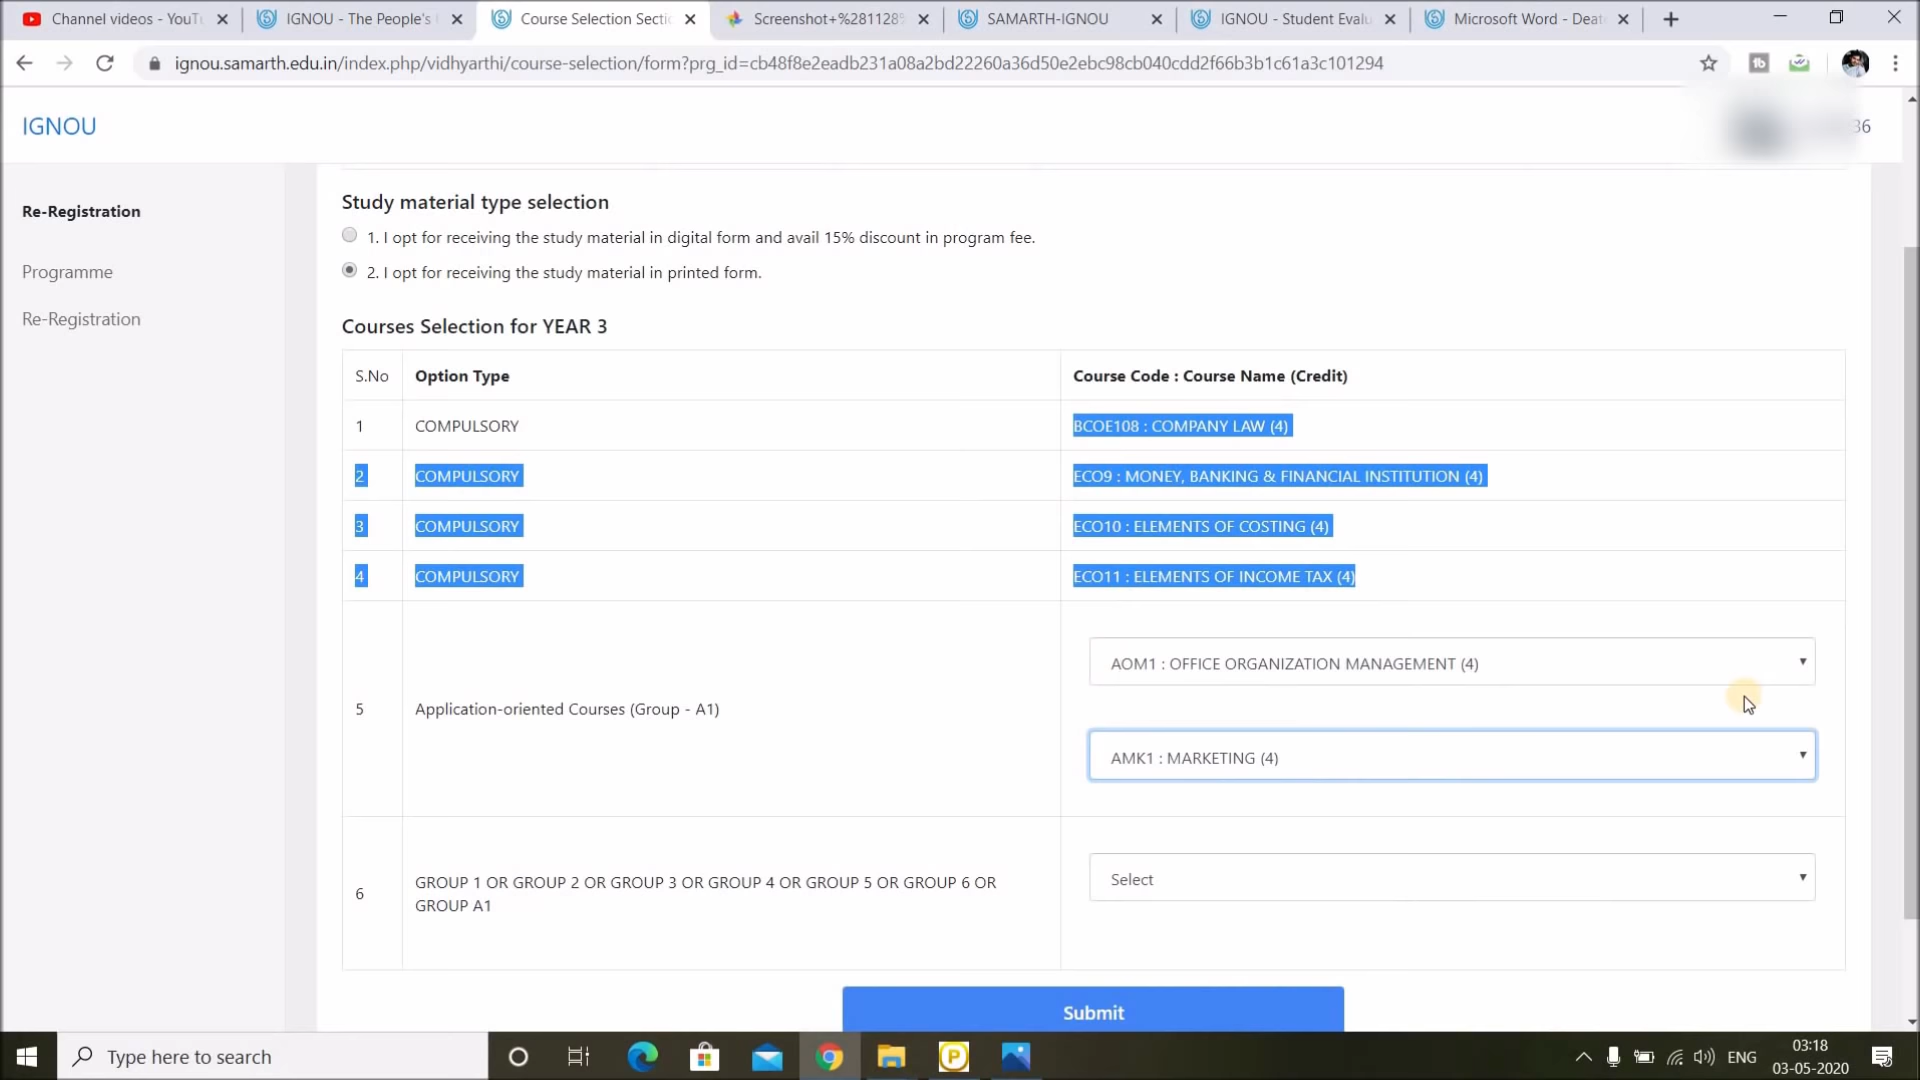 Channel videos - YouTu
IGNOU - The People's
Course Selection Secti
Screenshot+%281128%
SAMARTH-IGNOU
IGNOU - Student Evalu
Microsoft Word - Deat
ignou.samarth.edu.in/index.php/vidhyarthi/course-selection/form?prg_id=cb48f8e2eadb231a08a2bd22260a36d50e2ebc98cb040cdd2f66b3b1c61a3c101294
IGNOU
36
Re-Registration
Programme
Re-Registration
Study material type selection
1. I opt for receiving the study material in digital form and avail 15% discount in program fee.
2. I opt for receiving the study material in printed form.
Courses Selection for YEAR 3
S.No Option Type Course Code : Course Name (Credit)
1 COMPULSORY BCOE108 : COMPANY LAW (4)
2 COMPULSORY ECO9 : MONEY, BANKING & FINANCIAL INSTITUTION (4)
3 COMPULSORY ECO10 : ELEMENTS OF COSTING (4)
4 COMPULSORY ECO11 : ELEMENTS OF INCOME TAX (4)
AOM1 : OFFICE ORGANIZATION MANAGEMENT (4)
5 Application-oriented Courses (Group - A1)
AMK1 : MARKETING (4)
6 GROUP 1 OR GROUP 2 OR GROUP 3 OR GROUP 4 OR GROUP 5 OR GROUP 6 OR
GROUP A1
Select
Submit
Type here to search
ENG
03:18
03-05-2020